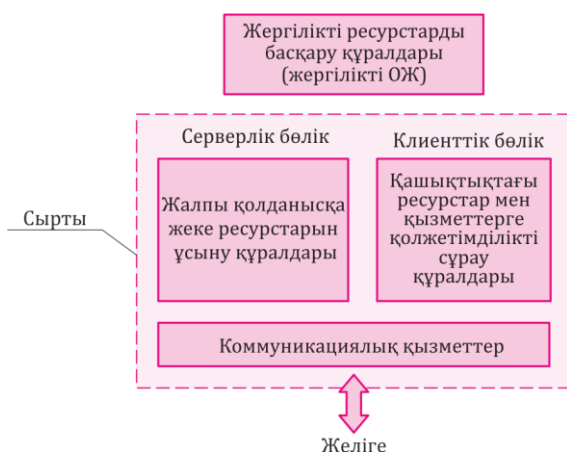 Жергілікті ресурстарды
басқару құралдары
(жергілікті ОЖ)
Серверлік бөлік
Клиенттік бөлік
Жалпы қолданысқа
жеке ресурстарын
ұсыну құралдары
Қашықтықтағы
ресурстар мен
қызметтерге
қолжетімділікті
сұрау
құралдары
Сырты
Коммуникациялық қызметтер
Желіге